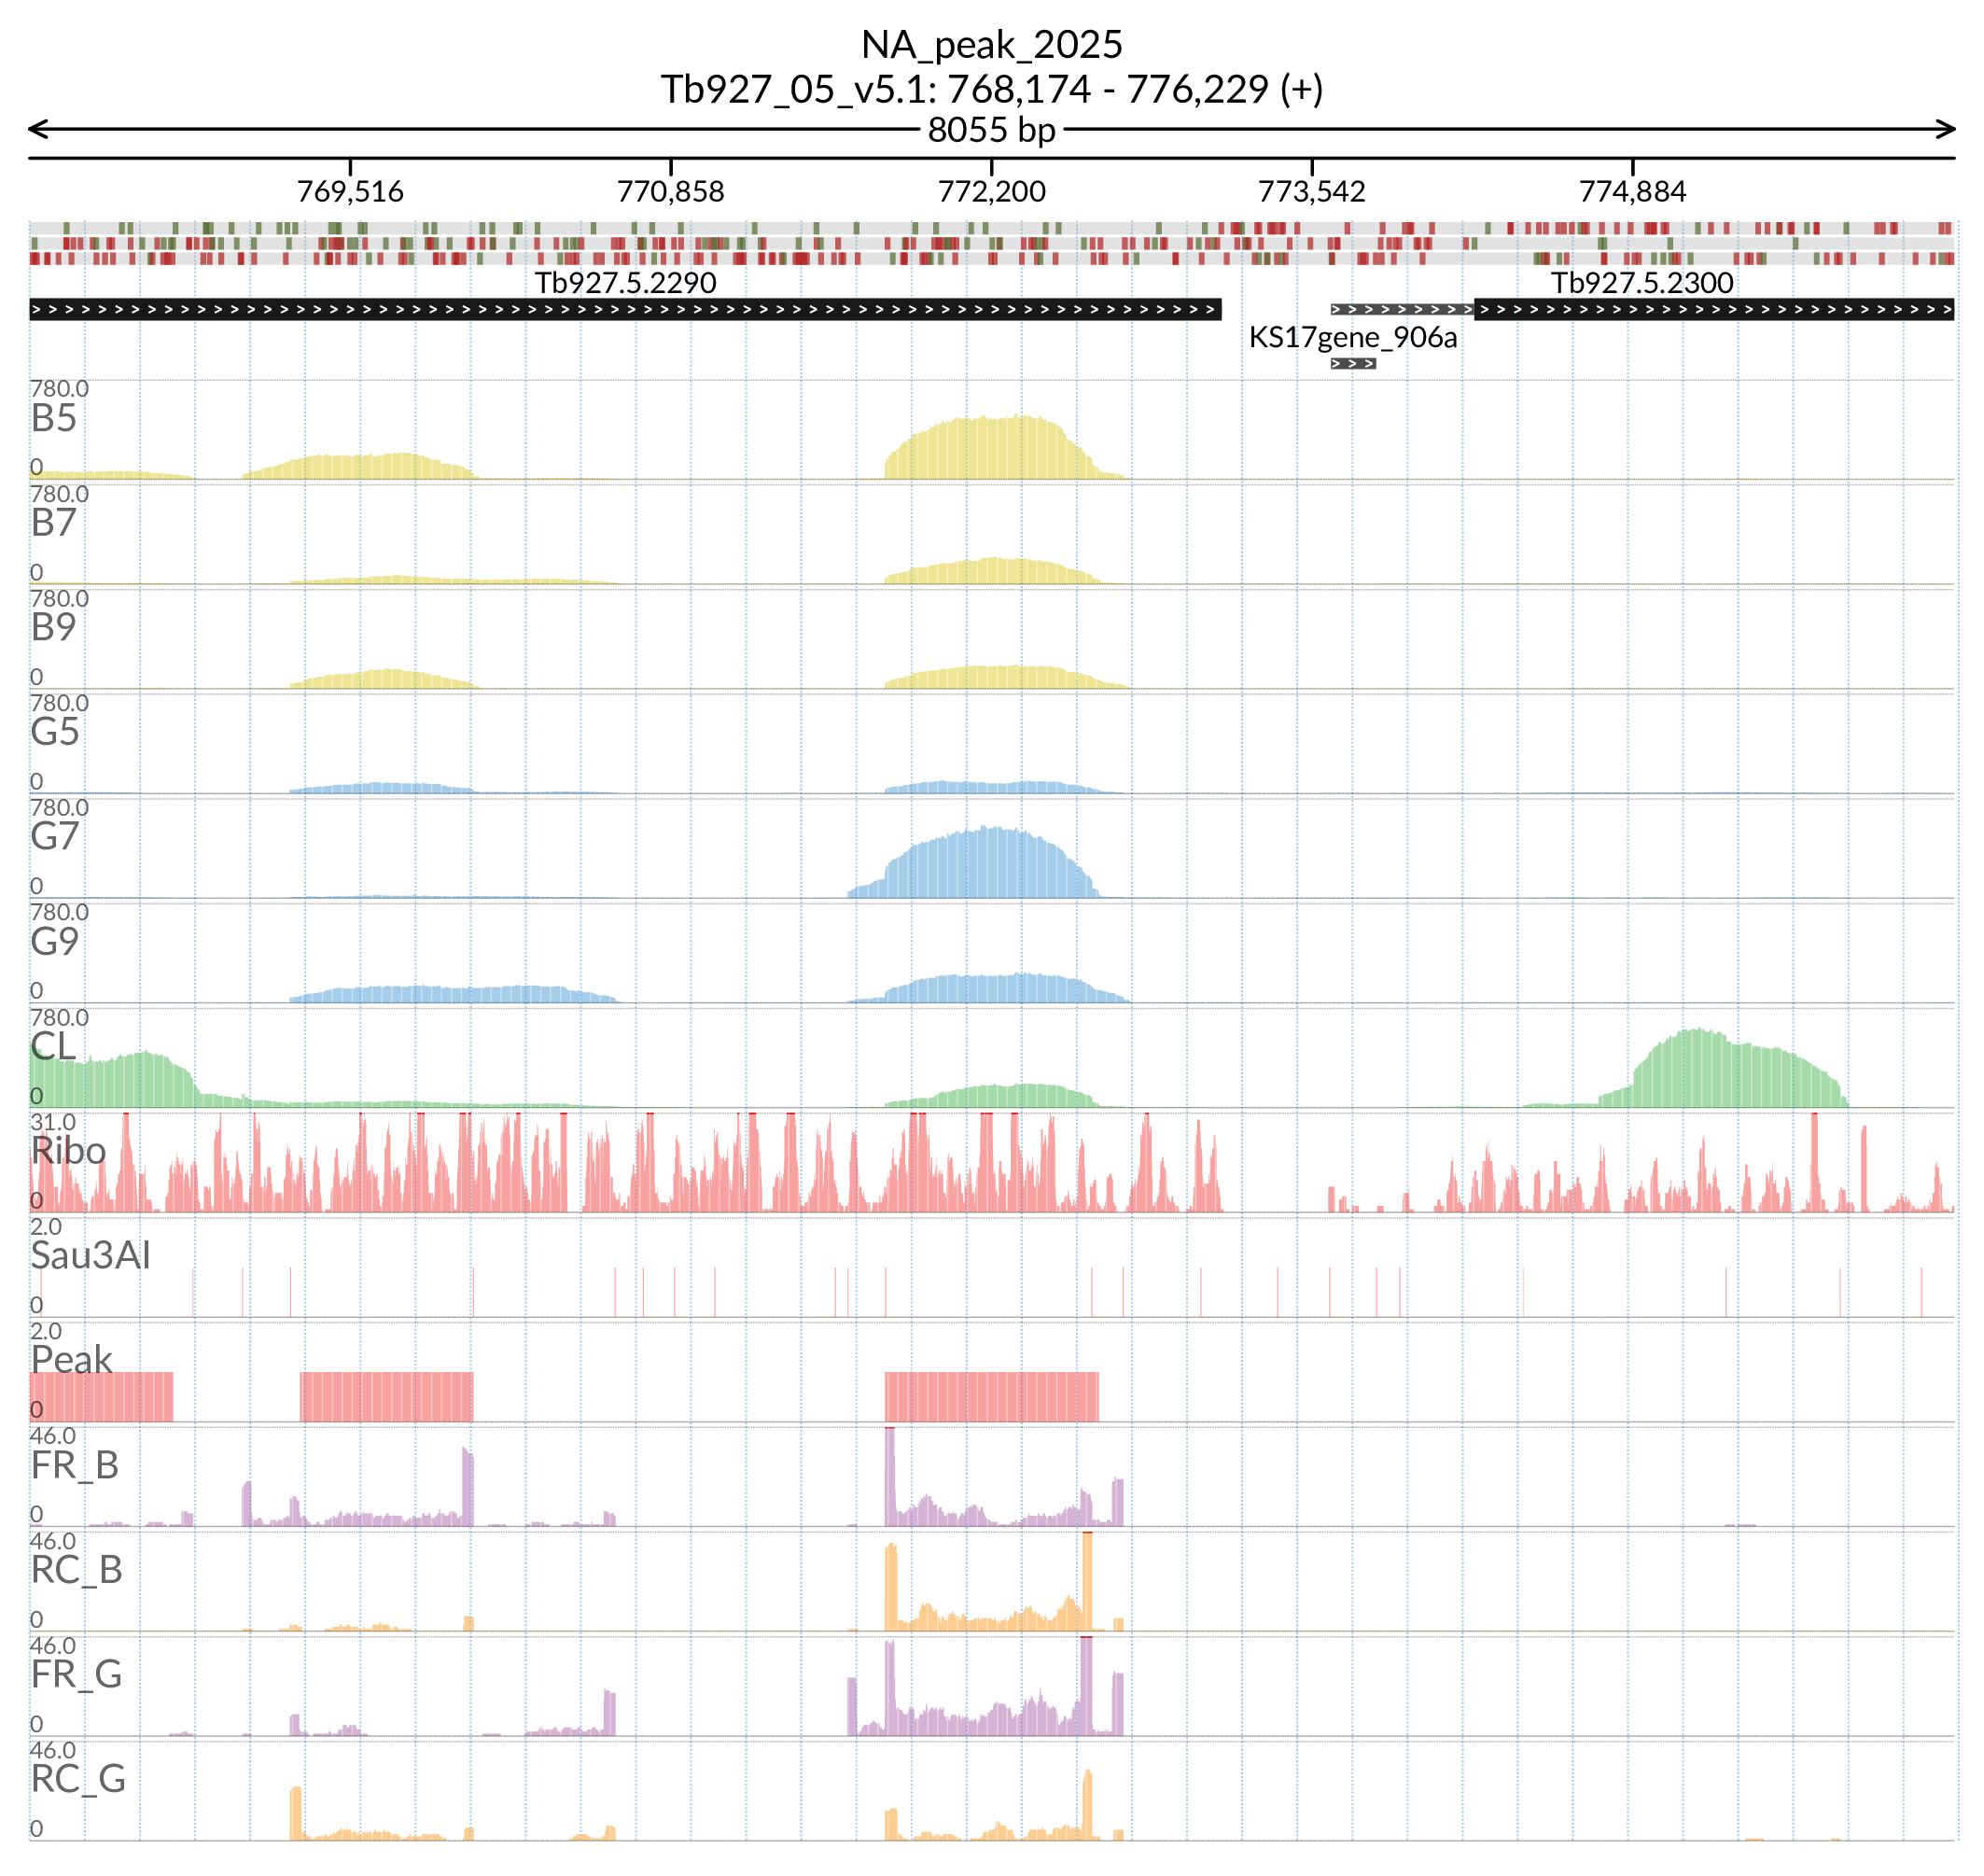 NA_peak_2025
Tb927_05_v5.1: 768,174 - 776,229 (+)
8055 bp
769,516 770,858 772,200 773,542 774,884
Tb927.5.2290 Tb927.5.2300
KS17gene_906a
780.0
B5
0
780.0
B7
0
780.0
B9
0
780.0
G5
0
780.0
G7
0
780.0
G9
0
780.0
CL
0
31.0
Ribo
0
2.0
Sau3AI
0
2.0
Peak
0
46.0
FR_B
0
46.0
RC_B
0
46.0
FR_G
0
46.0
RC_G
0